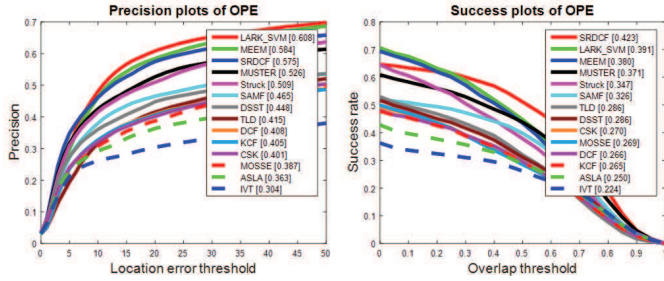 Precision plots of OPE
0.7
0.6
0.5
0.4
0.3
0.2
0.1
0
Precision
0 5 10 15 20 25 30 35 40 45 50
Location error threshold
LARK_SVM [0.608]
MEEM [0.584]
SRDCF [0.575]
MUSTER [0.526]
Struck [0.509]
SAMF [0.465]
DSST [0.448]
TLD [0.415]
DCF [0.408]
KCF [0.405]
CSK [0.401]
MOSSE [0.387]
ASLA [0.363]
IVT [0.304]
Success plots of OPE
0.8
0.7
0.6
0.5
0.4
0.3
0.2
0.1
0
Success rate
0 0.1 0.2 0.3 0.4 0.5 0.6 0.7 0.8 0.9 1
Overlap threshold
SRDCF [0.423]
LARK_SVM [0.391]
MEEM [0.380]
MUSTER [0.371]
Struck [0.347]
SAMF [0.326]
TLD [0.286]
DSST [0.286]
CSK [0.270]
MOSSE [0.269]
DCF [0.266]
KCF [0.265]
ASLA [0.250]
IVT [0.224]